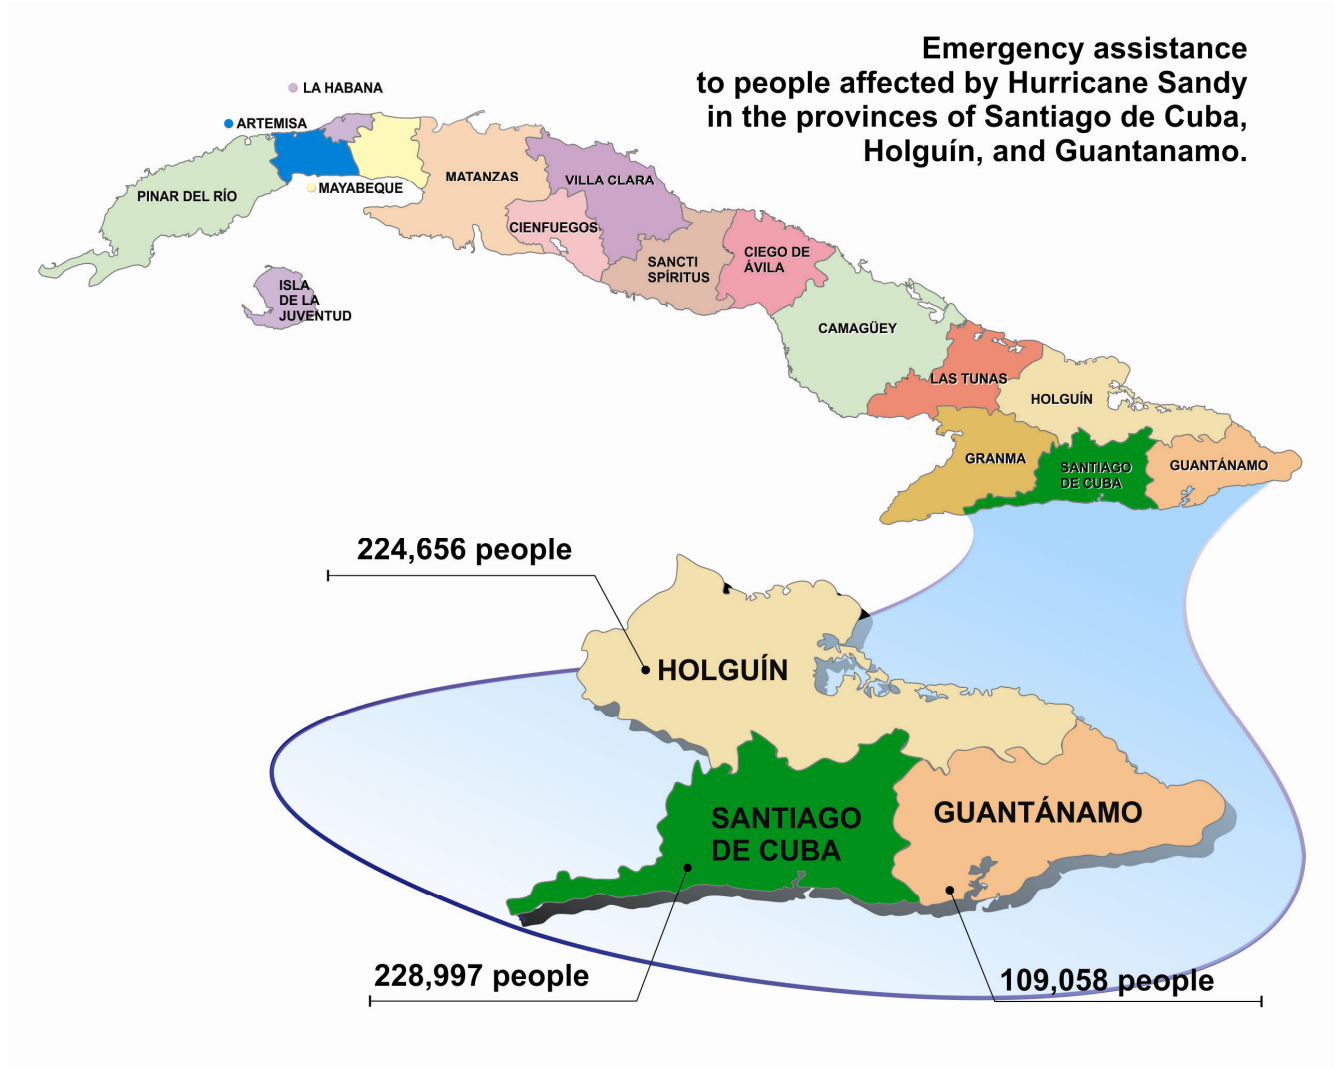 Emergency assistance
to people affected by Hurricane Sandy
in the provinces of Santiago de Cuba,
Holguín, and Guantanamo.
LA HABANA
ARTEMISA
MAYABEQUE
PINAR DEL RÍO
MATANZAS
VILLA CLARA
CIENFUEGOS
SANCTI
SPÍRITUS
CIEGO DE
ÁVILA
ISLA
DE LA
JUVENTUD
CAMAGÜEY
LAS TUNAS
HOLGUÍN
GRANMA
SANTIAGO
DE CUBA
GUANTÁNAMO
224,656 people
HOLGUÍN
SANTIAGO
DE CUBA
GUANTÁNAMO
228,997 people
109,058 people